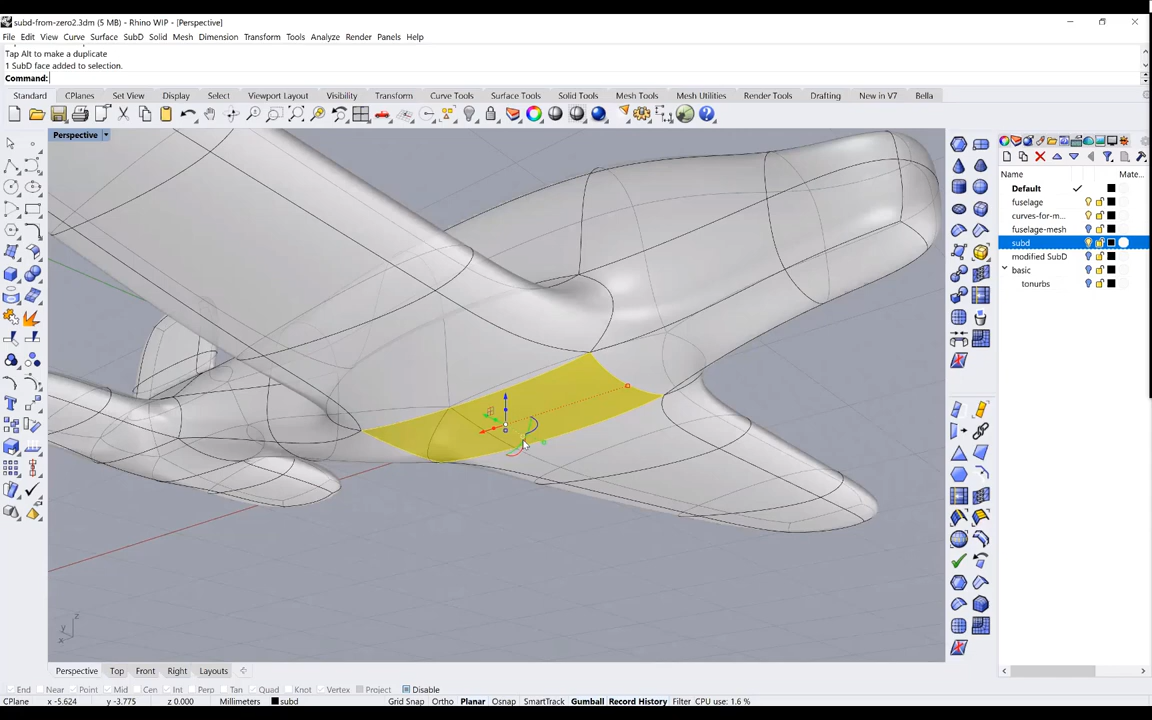 subd-from-zero2.3dm (5 MB) - Rhino WIP - [Perspective]
File Edit View Curve Surface SubD Solid Mesh Dimension Transform Tools Analyze Render Panels Help
Tap Alt to make a duplicate
1 SubD face added to selection.
Command:
Standard CPlanes Set View Display Select Viewport Layout Visibility Transform Curve Tools Surface Tools Solid Tools Mesh Tools Mesh Utilities Render Tools Drafting New in V7 Bella
Perspective
Name Mate...
Default
fuselage
curves-for-m...
fuselage-mesh
subd
modified SubD
basic
tonurbs
z
y
x
Perspective Top Front Right Layouts
End Near Point Mid Cen Int Perp Tan Quad Knot Vertex Project Disable
CPlane x -5.624 y -3.775 z 0.000 Millimeters subd Grid Snap Ortho Planar Osnap SmartTrack Gumball Record History Filter CPU use: 1.6 %